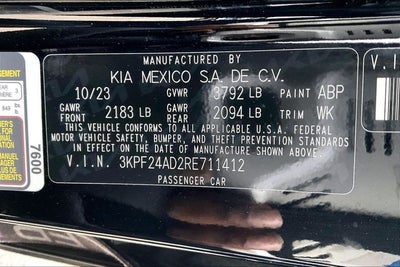 MANUFACTURED BY
KIA MEXICO S.A. DE C.V.
10/23 GVWR 3792 LB PAINT ABP
GAWR FRONT 2183 LB GAWR REAR 2094 LB TRIM WK
THIS VEHICLE CONFORMS TO ALL APPLICABLE U.S.A. FEDERAL
MOTOR VEHICLE SAFETY, BUMPER, AND THEFT PREVENTION STANDARDS
IN EFFECT ON THE DATE OF MANUFACTURE SHOWN ABOVE
V.I.N. 3KPF24AD2RE711412
PASSENGER CAR
7600
V.I